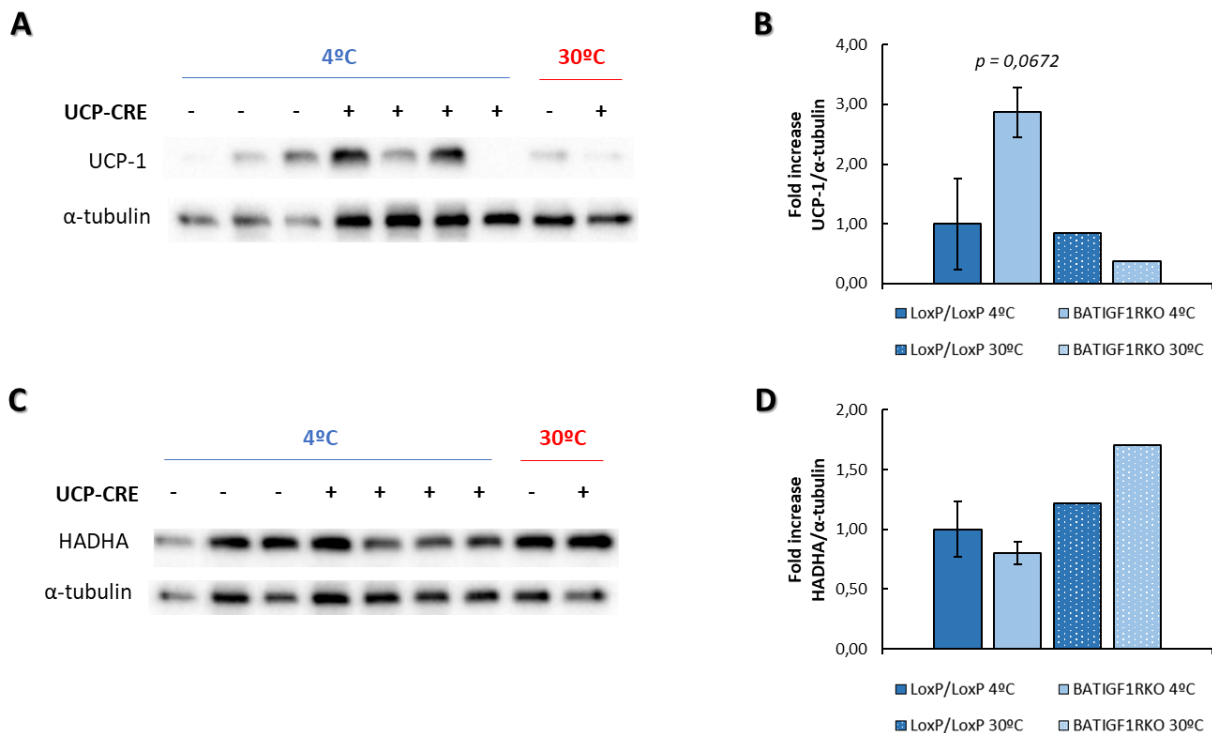 A
4ºC
30ºC
UCP-CRE - - - + + + + - +
UCP-1
α-tubulin
B
Fold increase
UCP-1/α-tubulin
4,00
3,00
2,00
1,00
0,00
p = 0,0672
LoxP/LoxP 4ºC
BATIGF1RKO 4ºC
LoxP/LoxP 30ºC
BATIGF1RKO 30ºC
C
4ºC
30ºC
UCP-CRE - - - + + + + - +
HADHA
α-tubulin
D
Fold increase
HADHA/α-tubulin
2,00
1,50
1,00
0,50
0,00
LoxP/LoxP 4ºC
BATIGF1RKO 4ºC
LoxP/LoxP 30ºC
BATIGF1RKO 30ºC